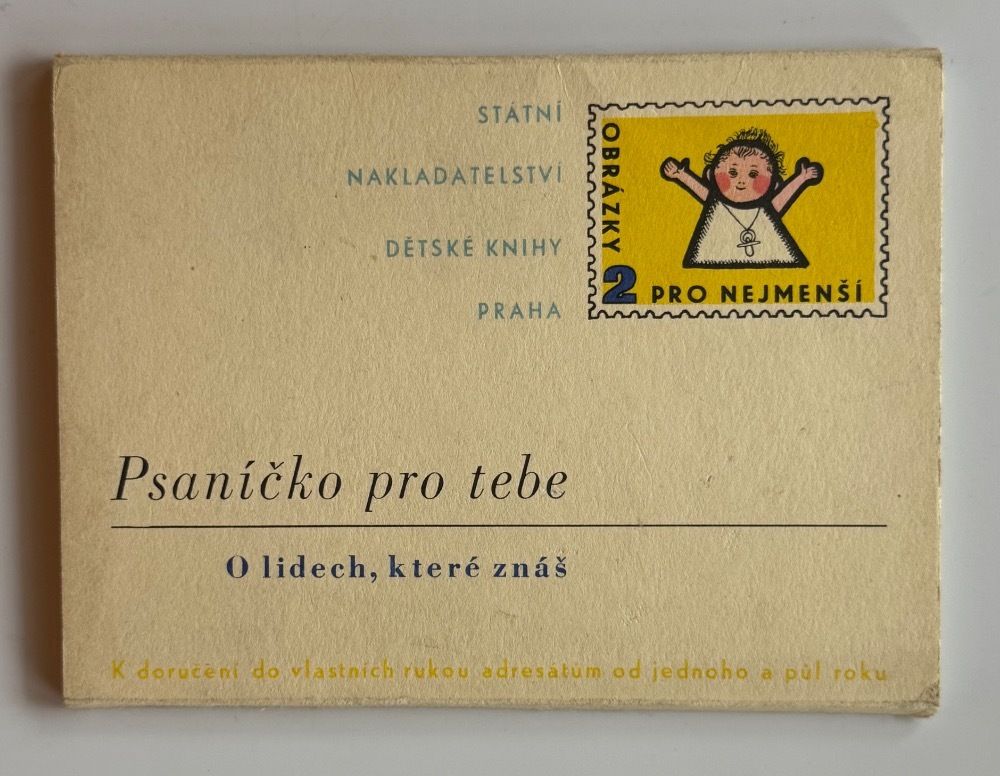 STÁTNÍ
NAKLADATELSTVÍ
DĚTSKÉ KNIHY
PRAHA
OBRÁZKY
2 PRO NEJMENŠÍ
Psaníčko pro tebe
O lidech, které znáš
K doručení do vlastních rukou adresátům od jednoho a půl roku